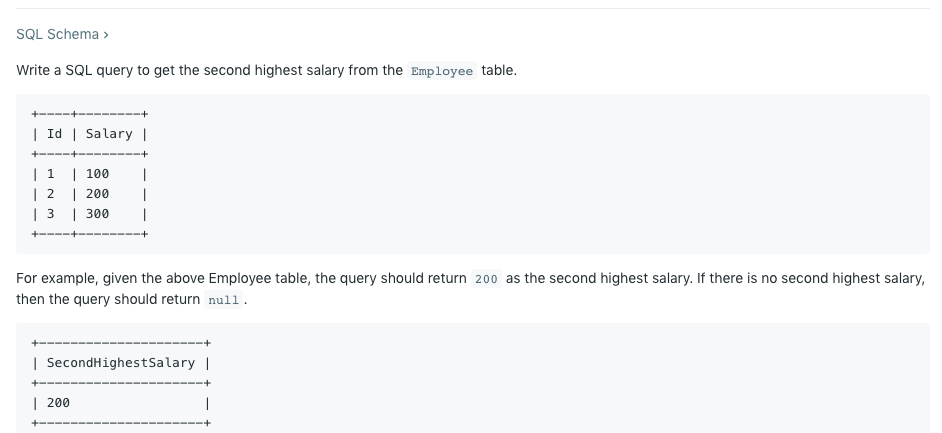 SQL Schema ›
Write a SQL query to get the second highest salary from the Employee table.
+----+--------+
| Id | Salary |
+----+--------+
| 1  | 100    |
| 2  | 200    |
| 3  | 300    |
+----+--------+
For example, given the above Employee table, the query should return 200 as the second highest salary. If there is no second highest salary,
then the query should return null.
+---------------------+
| SecondHighestSalary |
+---------------------+
| 200                 |
+---------------------+